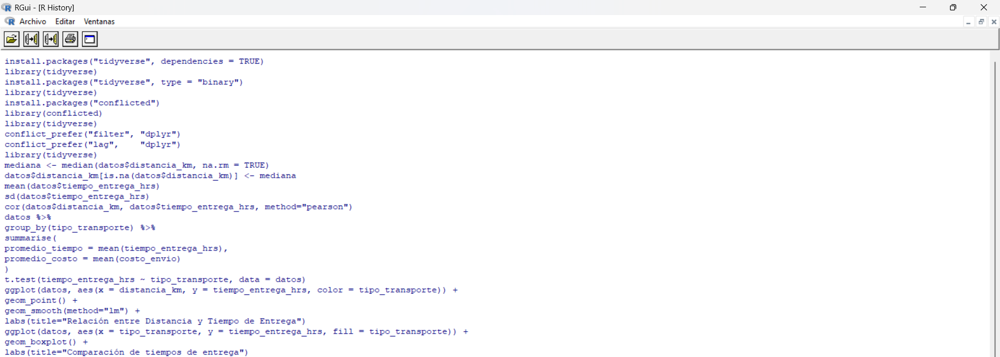 RGui - [R History]
Archivo Editar Ventanas
install.packages("tidyverse", dependencies = TRUE)
library(tidyverse)
install.packages("tidyverse", type = "binary")
library(tidyverse)
install.packages("conflicted")
library(conflicted)
library(tidyverse)
conflict_prefer("filter", "dplyr")
conflict_prefer("lag",    "dplyr")
library(tidyverse)
mediana <- median(datos$distancia_km, na.rm = TRUE)
datos$distancia_km[is.na(datos$distancia_km)] <- mediana
mean(datos$tiempo_entrega_hrs)
sd(datos$tiempo_entrega_hrs)
cor(datos$distancia_km, datos$tiempo_entrega_hrs, method="pearson")
datos %>%
group_by(tipo_transporte) %>%
summarise(
promedio_tiempo = mean(tiempo_entrega_hrs),
promedio_costo = mean(costo_envio)
)
t.test(tiempo_entrega_hrs ~ tipo_transporte, data = datos)
ggplot(datos, aes(x = distancia_km, y = tiempo_entrega_hrs, color = tipo_transporte)) +
geom_point() +
geom_smooth(method="lm") +
labs(title="Relación entre Distancia y Tiempo de Entrega")
ggplot(datos, aes(x = tipo_transporte, y = tiempo_entrega_hrs, fill = tipo_transporte)) +
geom_boxplot() +
labs(title="Comparación de tiempos de entrega")